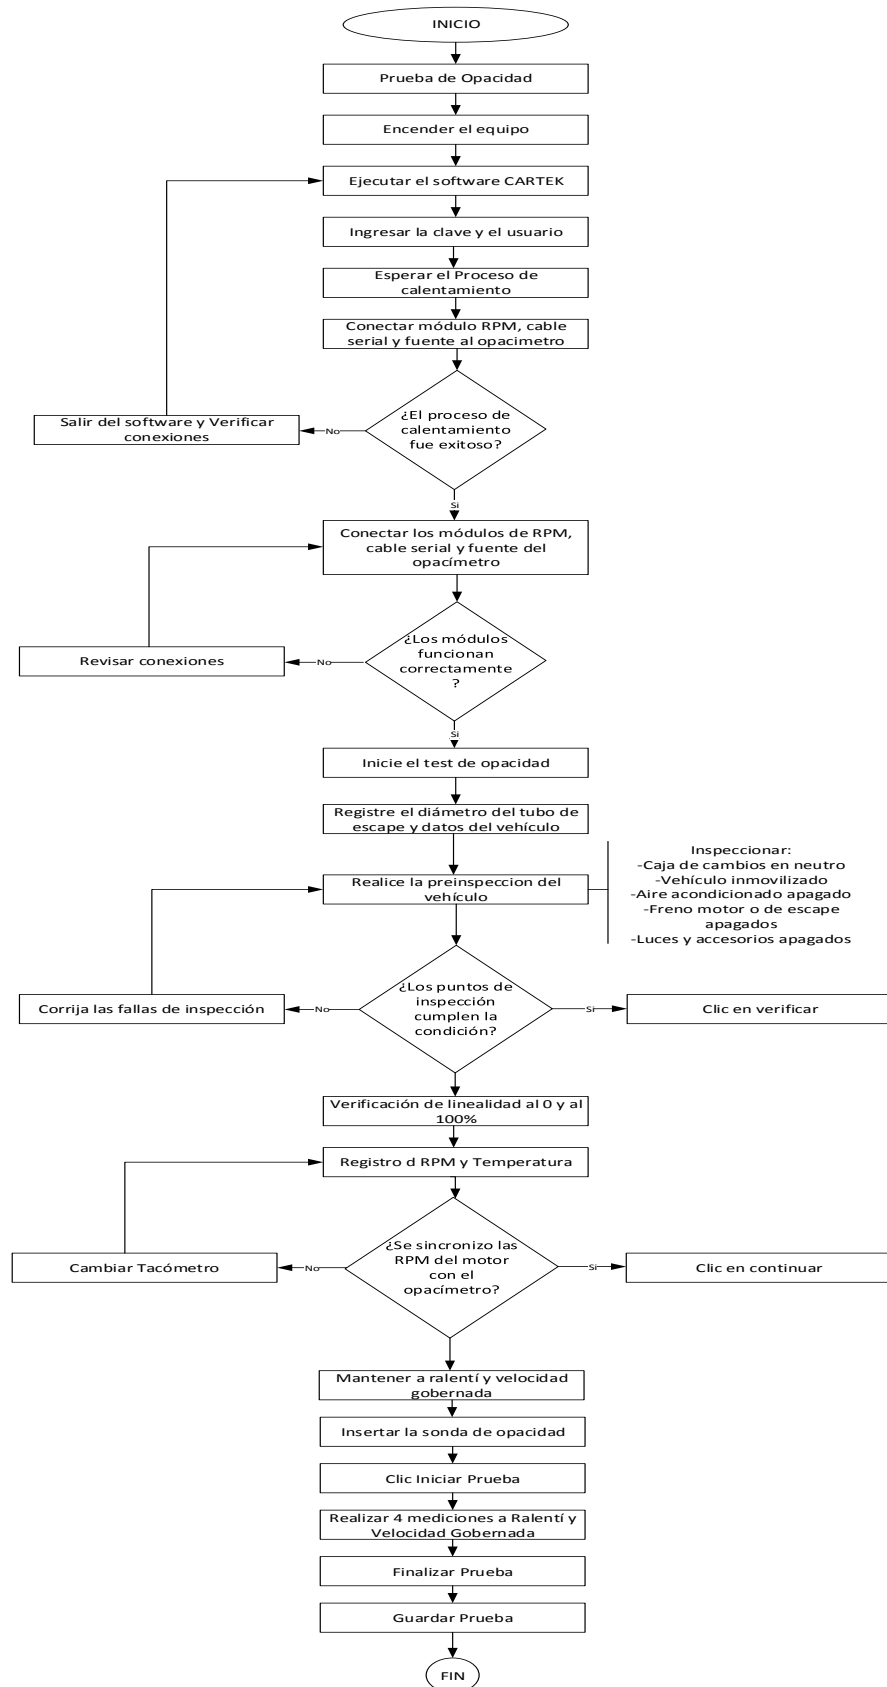 INICIO
Prueba de Opacidad
Encender el equipo
Ejecutar el software CARTEK
Ingresar la clave y el usuario
Esperar el Proceso de
calentamiento
Conectar módulo RPM, cable
serial y fuente al opacimetro
¿El proceso de
calentamiento
fue exitoso?
No
Salir del software y Verificar
conexiones
Si
Conectar los módulos de RPM,
cable serial y fuente del
opacímetro
¿Los módulos
funcionan
correctamente
?
No
Revisar conexiones
Si
Inicie el test de opacidad
Registre el diámetro del tubo de
escape y datos del vehículo
Realice la preinspeccion del
vehículo
Inspeccionar:
-Caja de cambios en neutro
-Vehículo inmovilizado
-Aire acondicionado apagado
-Freno motor o de escape
apagados
-Luces y accesorios apagados
¿Los puntos de
inspección
cumplen la
condición?
No
Corrija las fallas de inspección
Si
Clic en verificar
Verificación de linealidad al 0 y al
100%
Registro d RPM y Temperatura
¿Se sincronizo las
RPM del motor
con el
opacímetro?
No
Cambiar Tacómetro
Si
Clic en continuar
Mantener a ralentí y velocidad
gobernada
Insertar la sonda de opacidad
Clic Iniciar Prueba
Realizar 4 mediciones a Ralentí y
Velocidad Gobernada
Finalizar Prueba
Guardar Prueba
FIN